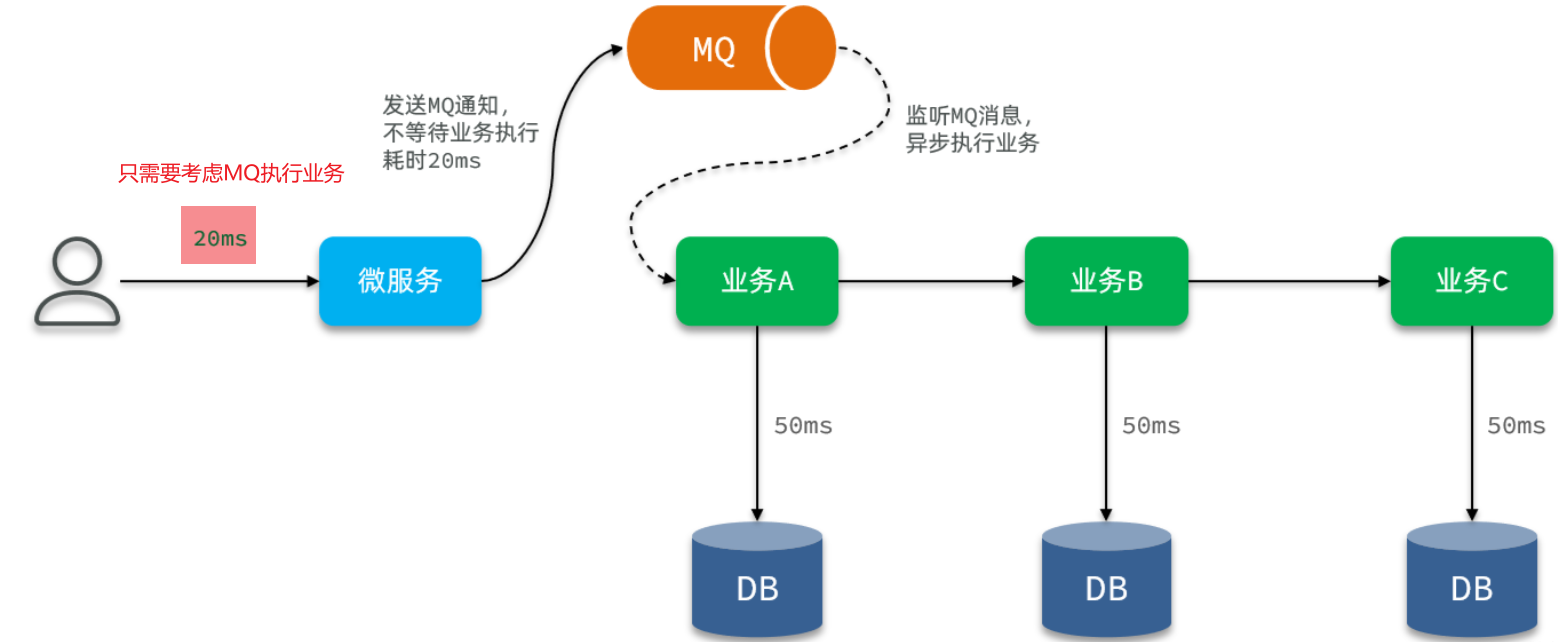 MQ
发送MQ通知，
不等待业务执行
耗时20ms
监听MQ消息，
异步执行业务
只需要考虑MQ执行业务
20ms
微服务
业务A
业务B
业务C
50ms
50ms
50ms
DB
DB
DB